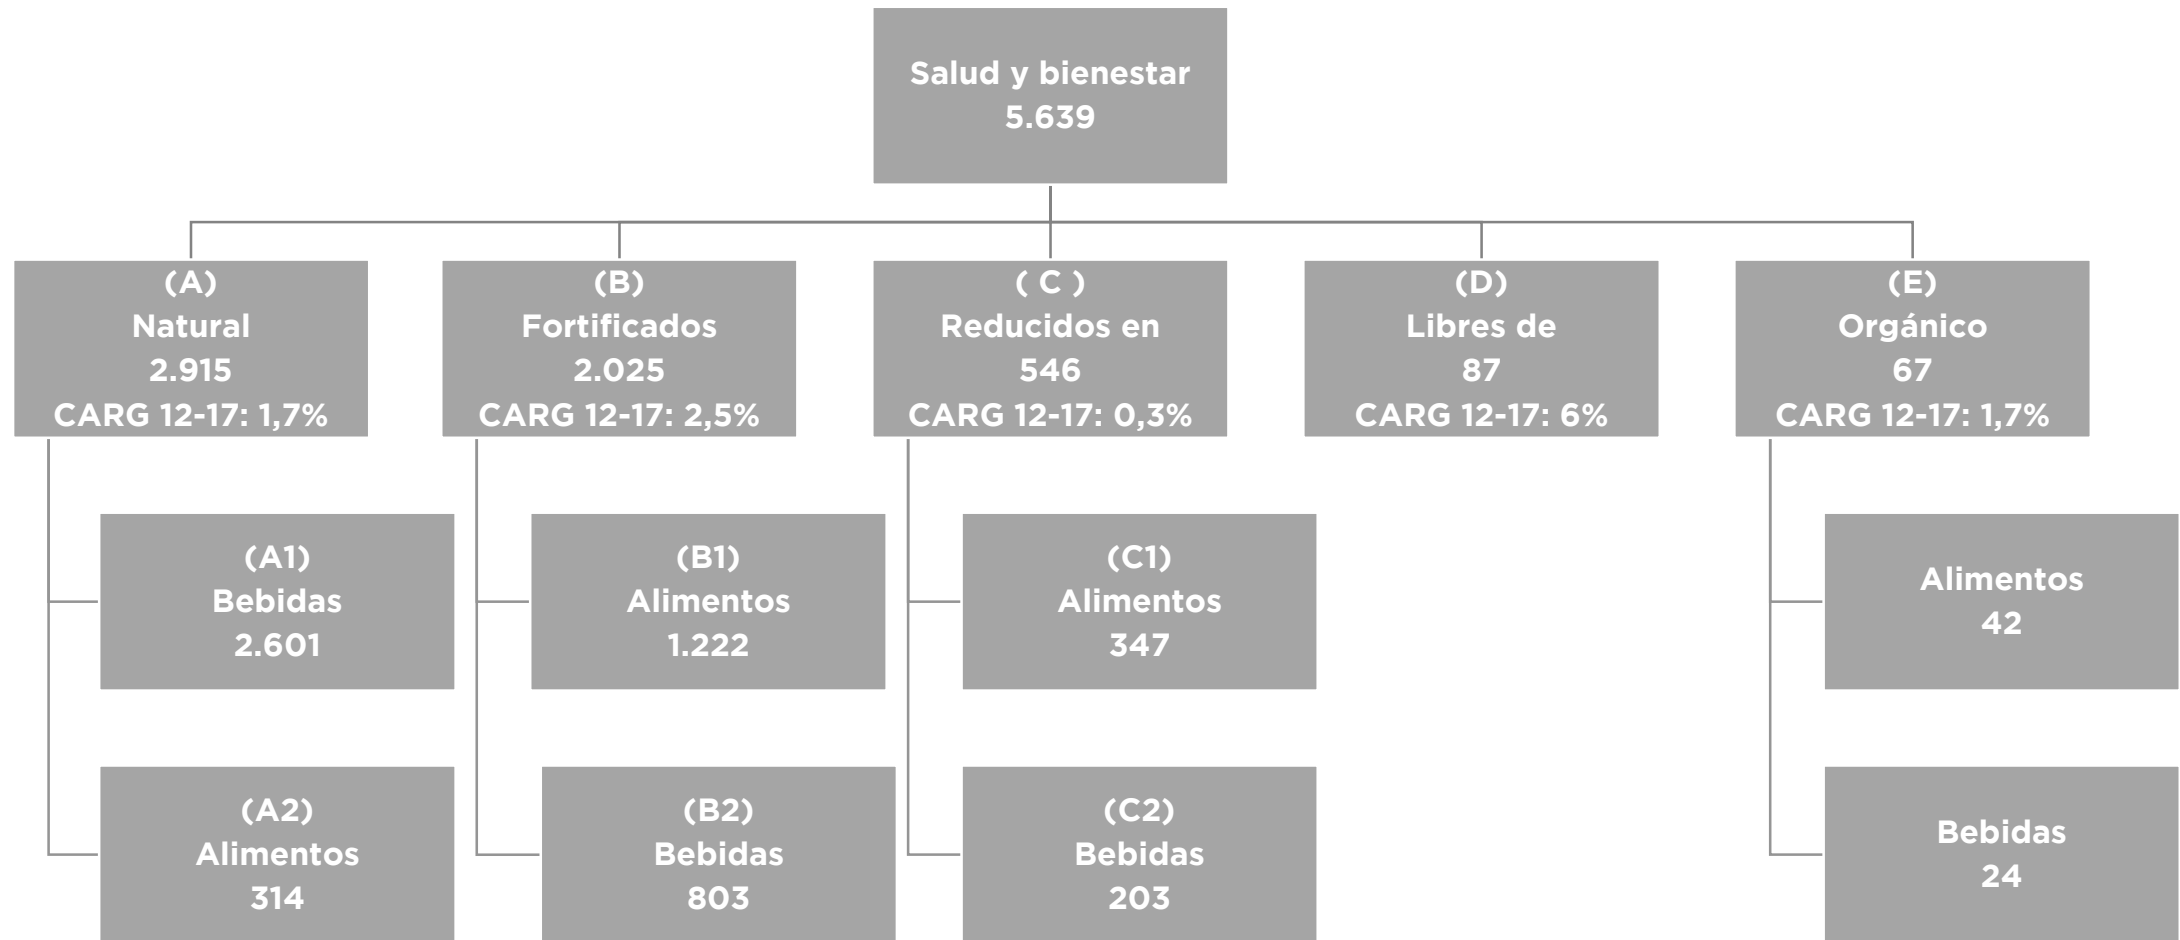 Salud y bienestar
5.639
(A)
Natural
2.915
CARG 12-17: 1,7%
(B)
Fortificados
2.025
CARG 12-17: 2,5%
( C )
Reducidos en
546
CARG 12-17: 0,3%
(D)
Libres de
87
CARG 12-17: 6%
(E)
Orgánico
67
CARG 12-17: 1,7%
(A1)
Bebidas
2.601
(B1)
Alimentos
1.222
(C1)
Alimentos
347
Alimentos
42
(A2)
Alimentos
314
(B2)
Bebidas
803
(C2)
Bebidas
203
Bebidas
24